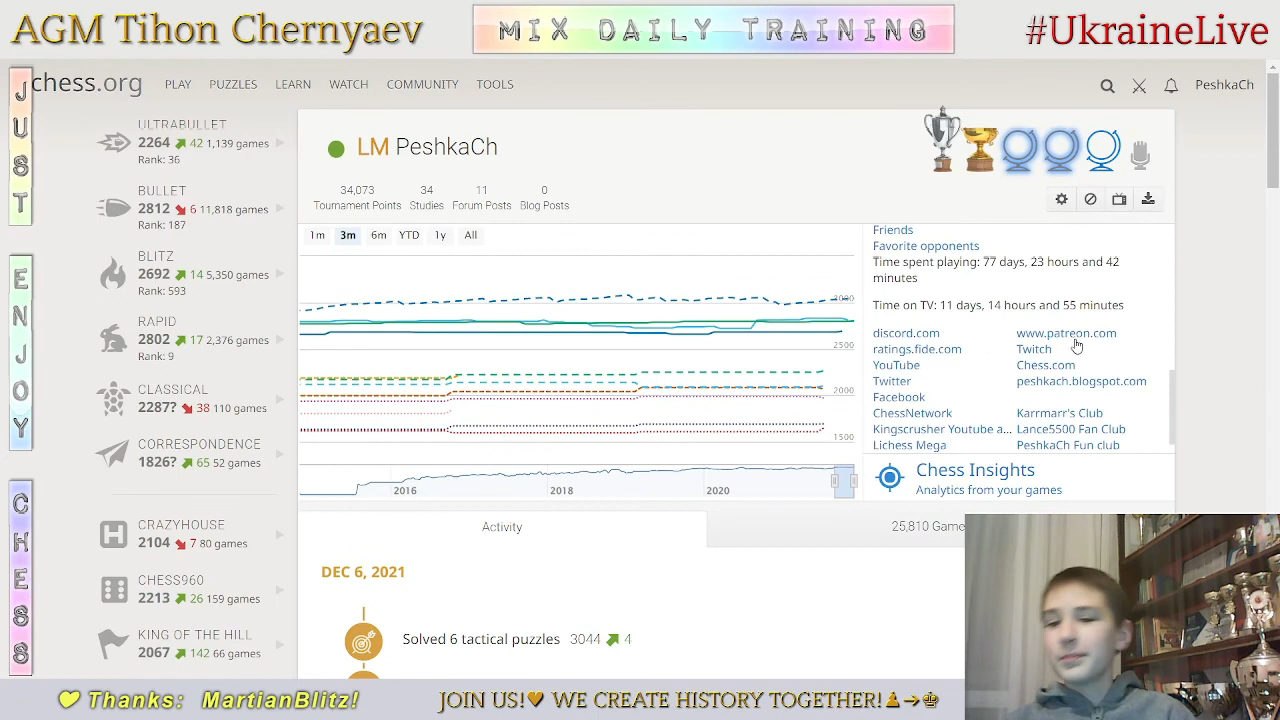 AGM Tihon Chernyaev
MIX DAILY TRAINING
#UkraineLive
JUST
ENJOY
CHESS
chess.org
PLAY
PUZZLES
LEARN
WATCH
COMMUNITY
TOOLS
PeshkaCh
ULTRABULLET
2264 42 1,139 games
Rank: 36
BULLET
2812 6 11,818 games
Rank: 187
BLITZ
2692 14 5,350 games
Rank: 593
RAPID
2802 17 2,376 games
Rank: 9
CLASSICAL
2287? 38 110 games
CORRESPONDENCE
1826? 65 52 games
CRAZYHOUSE
2104 7 80 games
CHESS960
2213 26 159 games
KING OF THE HILL
2067 142 66 games
LM PeshkaCh
34,073
Tournament Points
34
Studies
11
Forum Posts
0
Blog Posts
1m 3m 6m YTD 1y All
3000
2500
2000
1500
2016 2018 2020
Friends
Favorite opponents
Time spent playing: 77 days, 23 hours and 42
minutes
Time on TV: 11 days, 14 hours and 55 minutes
discord.com www.patreon.com
ratings.fide.com Twitch
YouTube Chess.com
Twitter peshkach.blogspot.com
Facebook
ChessNetwork Karrmarr's Club
Kingscrusher Youtube a... Lance5500 Fan Club
Lichess Mega PeshkaCh Fun club
Chess Insights
Analytics from your games
Activity
25,810 Game
DEC 6, 2021
Solved 6 tactical puzzles 3044 4
Thanks: MartianBlitz!
JOIN US! WE CREATE HISTORY TOGETHER!